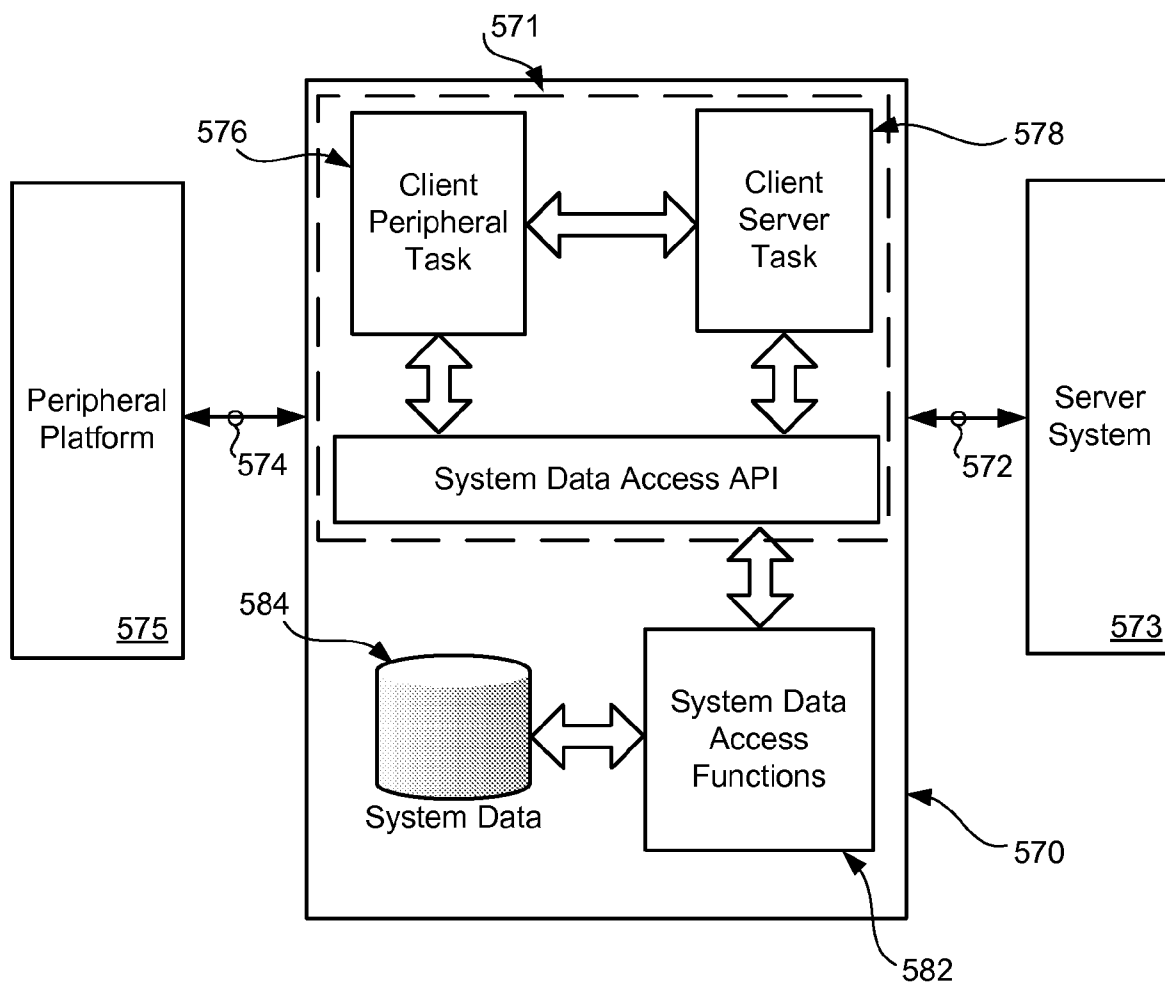 571
576
578
Client
Peripheral
Task
Client
Server
Task
Peripheral
Platform
574
Server
System
572
System Data Access API
575
573
584
System Data
Access
Functions
System Data
570
582